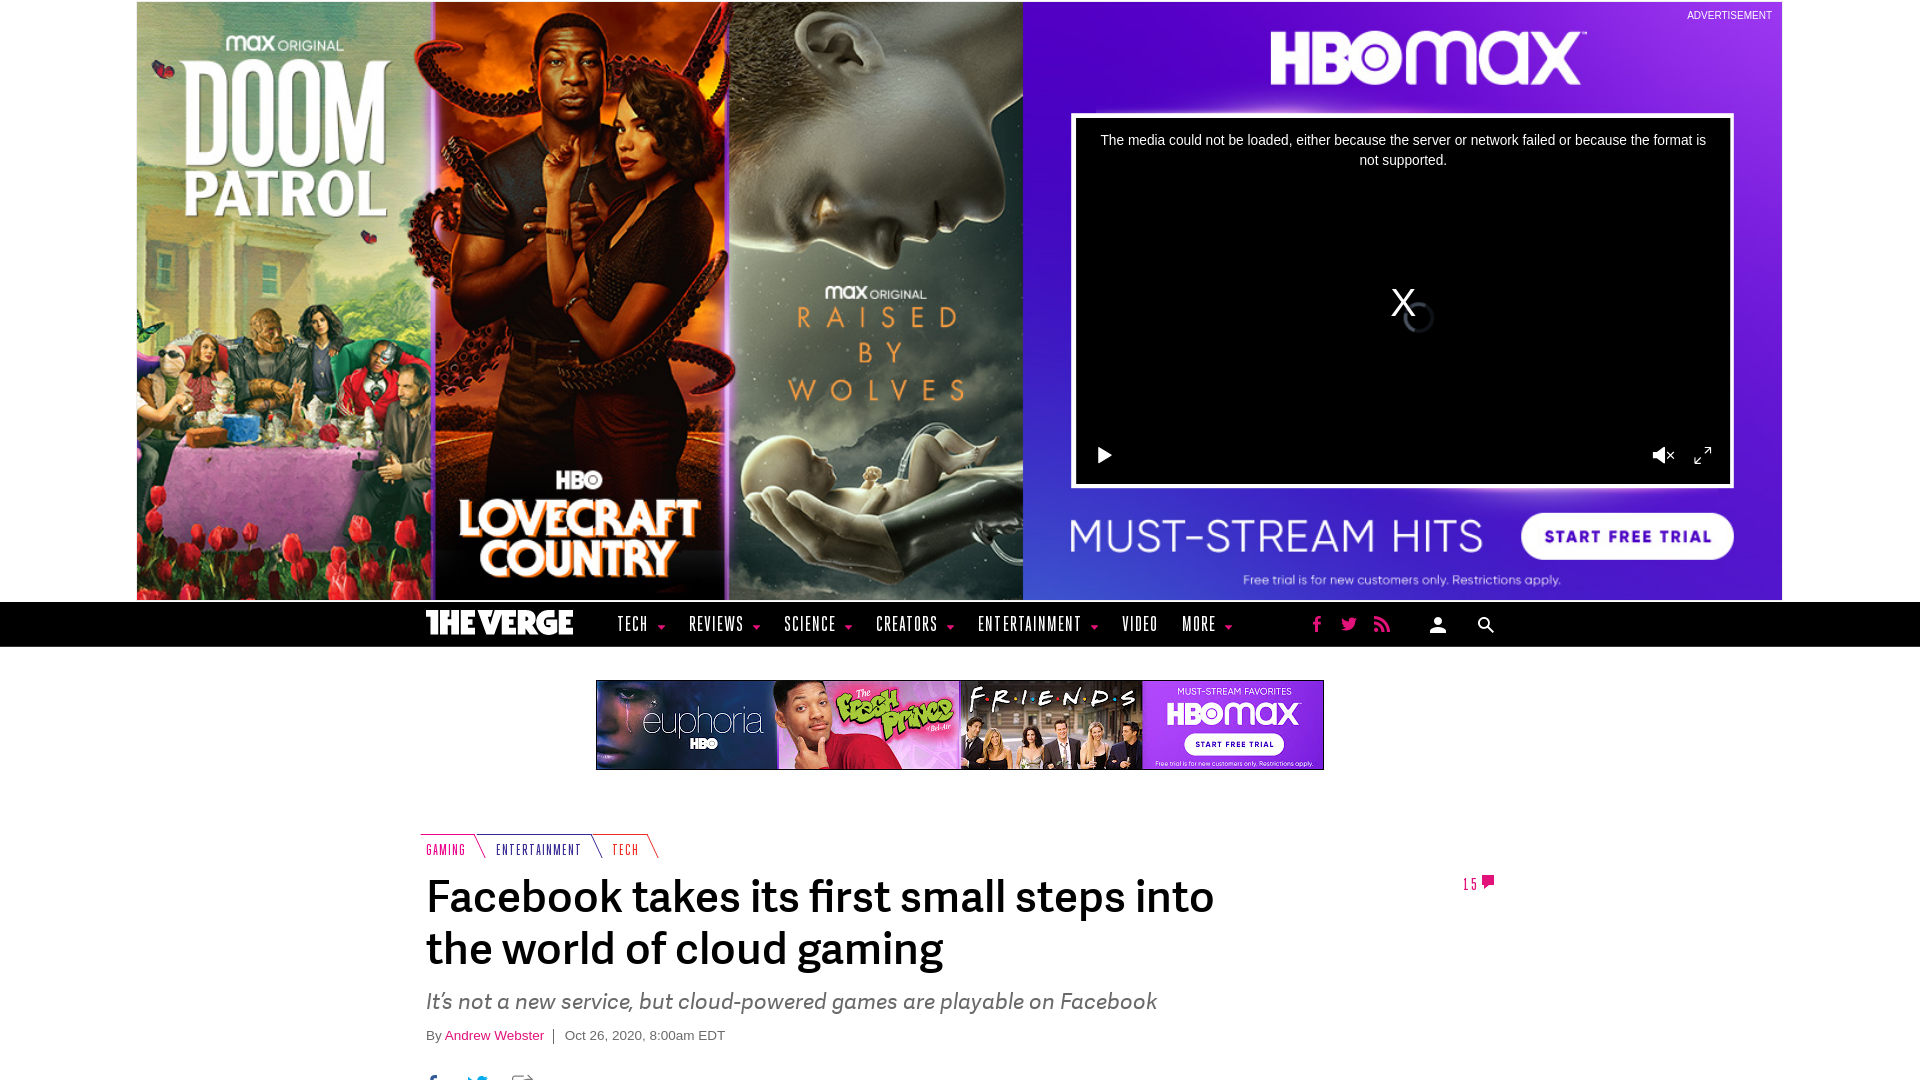 ADVERTISEMENT
max ORIGINAL
DOOM
PATROL
HBO
LOVECRAFT
COUNTRY
max ORIGINAL
RAISED
BY
WOLVES
HBOmax
The media could not be loaded, either because the server or network failed or because the format is
not supported.
X
MUST-STREAM HITS
START FREE TRIAL
Free trial is for new customers only. Restrictions apply.
THE VERGE TECH REVIEWS SCIENCE CREATORS ENTERTAINMENT VIDEO MORE
euphoria
HBO
The
Fresh
Prince
of Bel-Air
F·R·I·E·N·D·S
MUST-STREAM FAVORITES
HBOmax
START FREE TRIAL
Free trial is for new customers only. Restrictions apply.
GAMING ENTERTAINMENT TECH
Facebook takes its first small steps into
the world of cloud gaming
15
It’s not a new service, but cloud-powered games are playable on Facebook
By Andrew Webster | Oct 26, 2020, 8:00am EDT